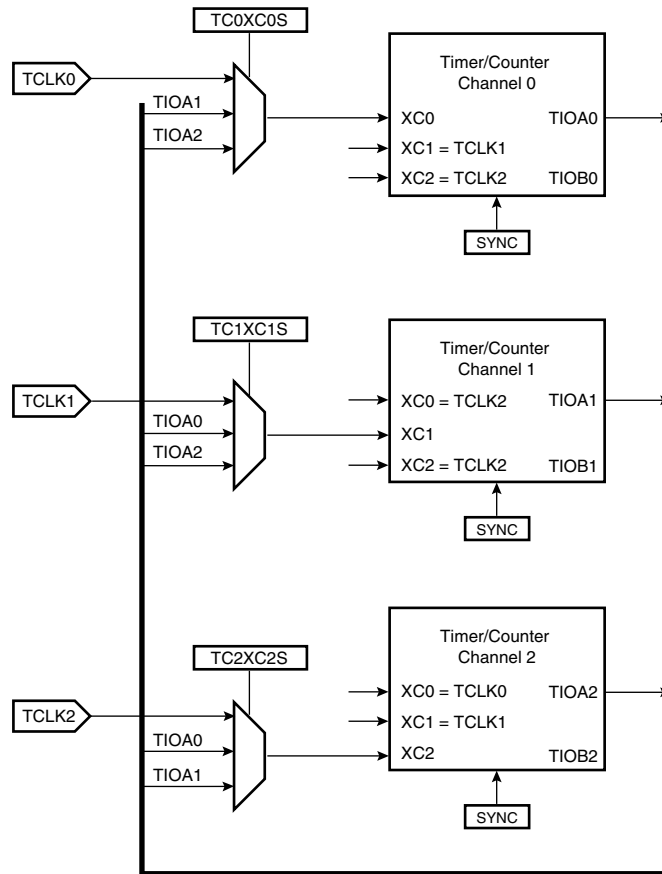 TC0XC0S
TCLK0
TIOA1
TIOA2
Timer/Counter
Channel 0
XC0
TIOA0
XC1 = TCLK1
XC2 = TCLK2
TIOB0
SYNC
TC1XC1S
TCLK1
TIOA0
TIOA2
Timer/Counter
Channel 1
XC0 = TCLK2
TIOA1
XC1
XC2 = TCLK2
TIOB1
SYNC
TC2XC2S
TCLK2
TIOA0
TIOA1
Timer/Counter
Channel 2
XC0 = TCLK0
TIOA2
XC1 = TCLK1
XC2
TIOB2
SYNC